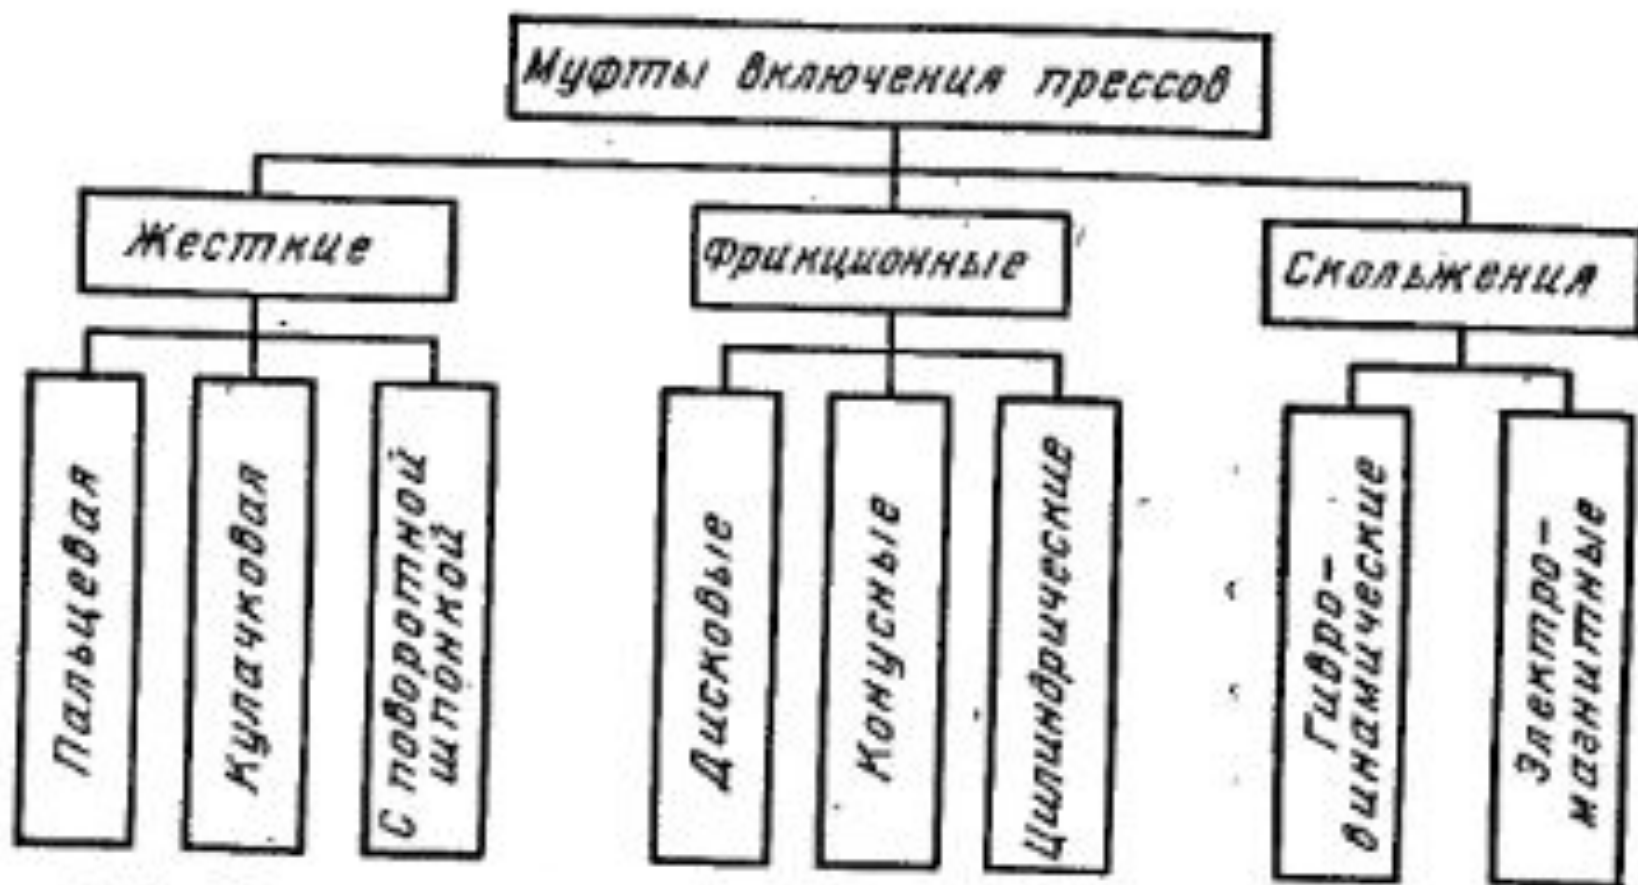 Муфты включения прессов
Жесткие
Фрикционные
Скольжения
Пальцевая
Кулачковая
С поворотной
шпонкой
Дисковые
Конусные
Цилиндрические
Гидро-
динамические
Электро-
магнитные